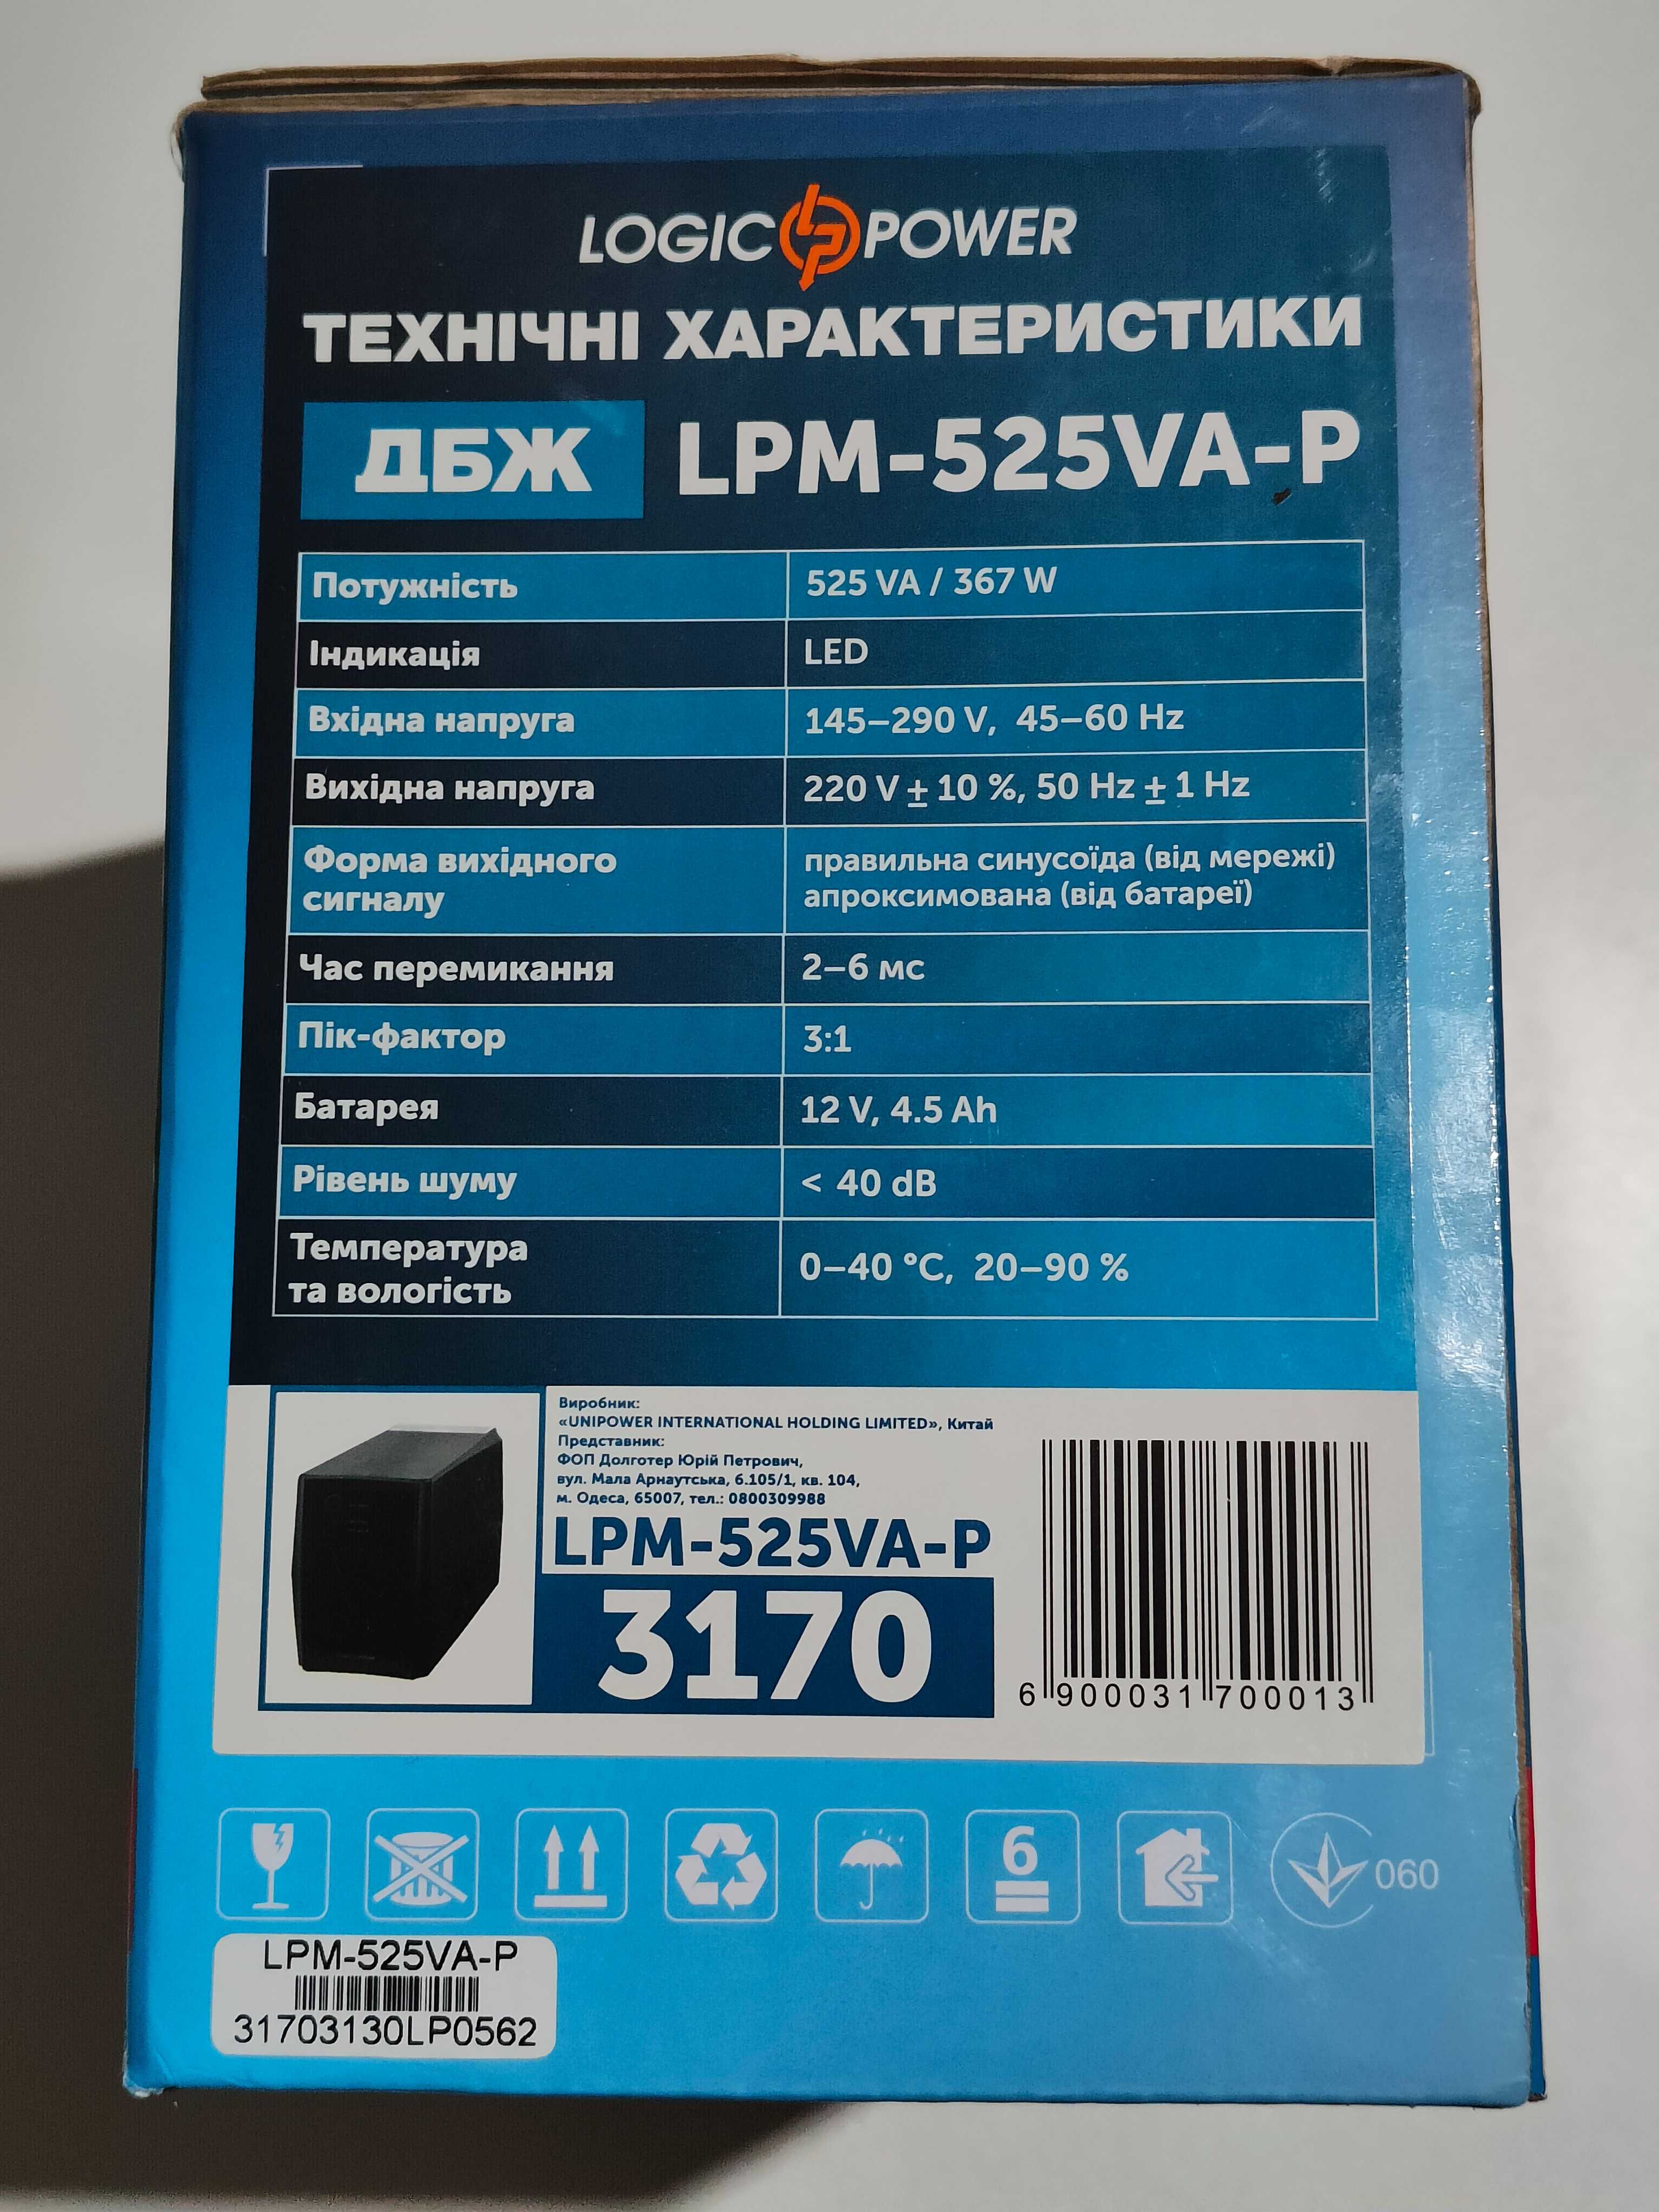 LOGIC POWER
ТЕХНІЧНІ ХАРАКТЕРИСТИКИ
ДБЖ LPM-525VA-P
Потужність 525 VA / 367 W
Індикація LED
Вхідна напруга 145–290 V, 45–60 Hz
Вихідна напруга 220 V ± 10 %, 50 Hz ± 1 Hz
Форма вихідного сигналу правильна синусоїда (від мережі)
апроксимована (від батареї)
Час перемикання 2–6 мс
Пік-фактор 3:1
Батарея 12 V, 4.5 Ah
Рівень шуму < 40 dB
Температура та вологість 0–40 °C, 20–90 %
Виробник:
«UNIPOWER INTERNATIONAL HOLDING LIMITED», Китай
Представник:
ФОП Долготер Юрій Петрович,
вул. Мала Арнаутська, б.105/1, кв. 104,
м. Одеса, 65007, тел.: 0800309988
LPM-525VA-P
3170
6 900031 700013
6
060
LPM-525VA-P
31703130LP0562